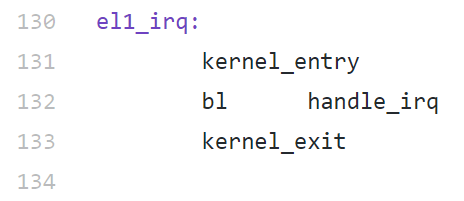 130 el1_irq:
131 kernel_entry
132 bl handle_irq
133 kernel_exit
134